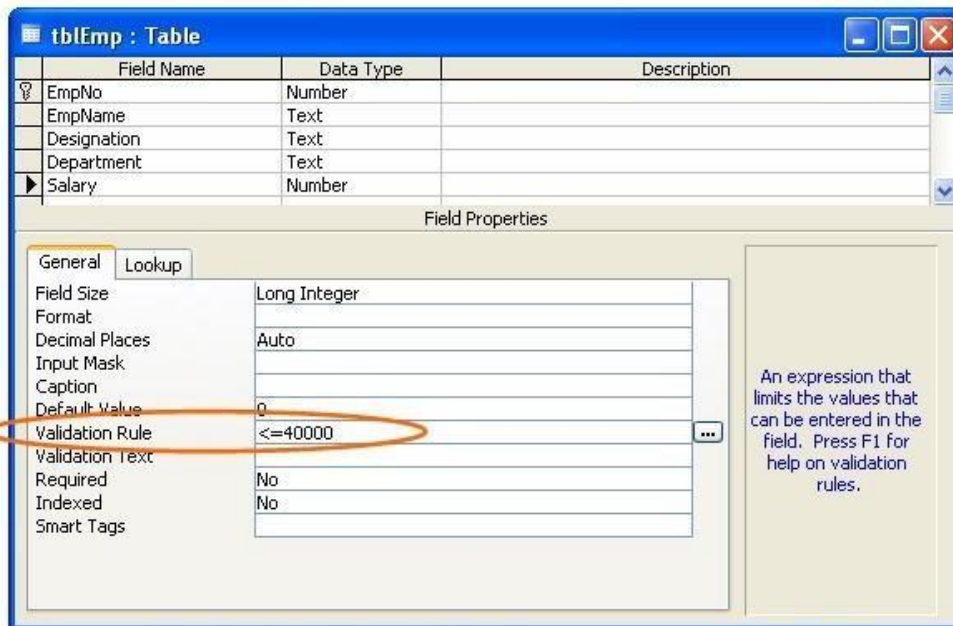 tblEmp : Table
Field Name Data Type Description
EmpNo Number
EmpName Text
Designation Text
Department Text
Salary Number
Field Properties
General Lookup
Field Size Long Integer
Format
Decimal Places Auto
Input Mask
Caption
Default Value 0
Validation Rule <=40000 ...
Validation Text
Required No
Indexed No
Smart Tags
An expression that
limits the values that
can be entered in the
field. Press F1 for
help on validation
rules.